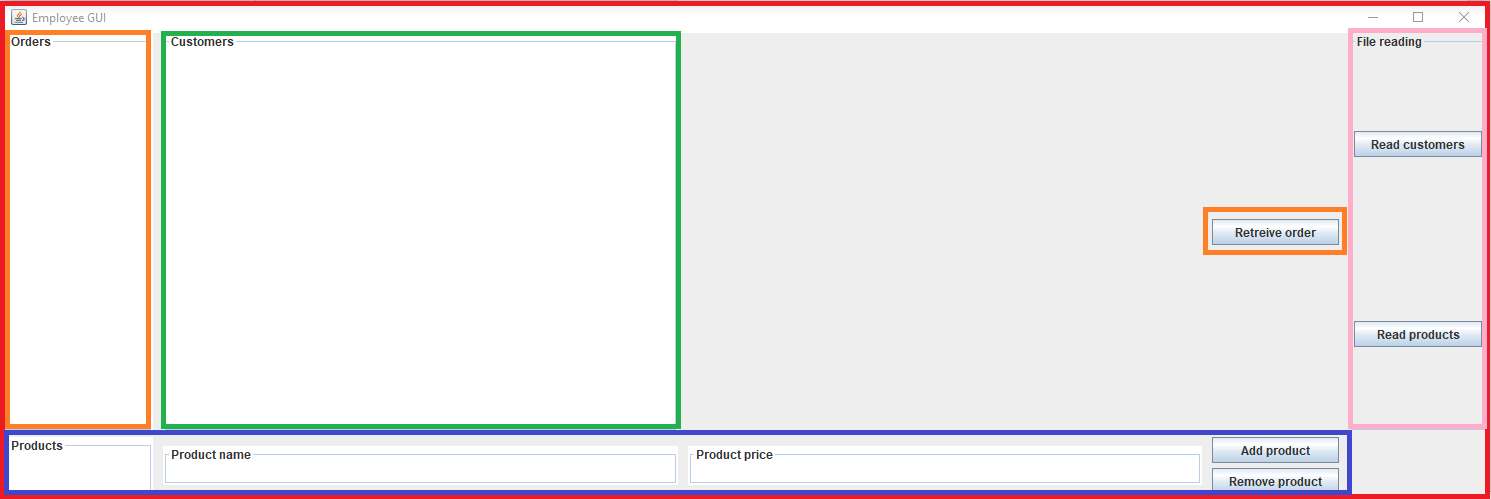 Employee GUI
Orders
Customers
File reading
Read customers
Retreive order
Read products
Products
Product name
Product price
Add product
Remove product